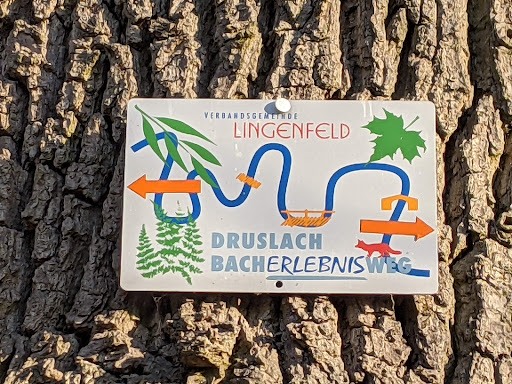 VERBANDSGEMEINDE
LINGENFELD
DRUSLACH
BACHERLEBNISWEG